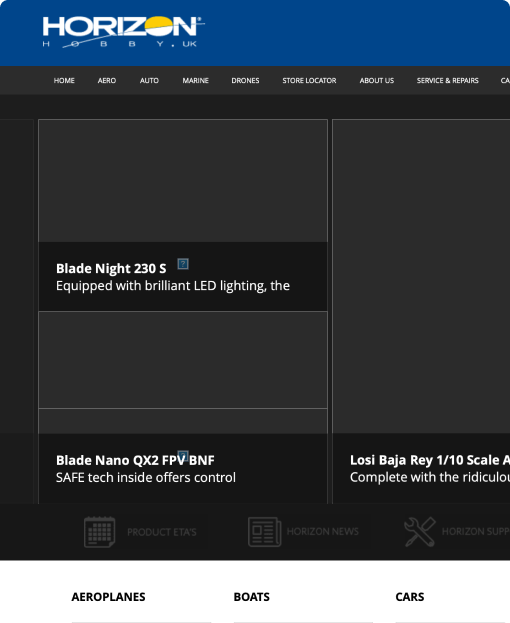 HORIZON
HOBBY.UK
HOME AERO AUTO MARINE DRONES STORE LOCATOR ABOUT US SERVICE & REPAIRS CA
Blade Night 230 S
Equipped with brilliant LED lighting, the
Blade Nano QX2 FPV BNF
SAFE tech inside offers control
Losi Baja Rey 1/10 Scale A
Complete with the ridiculou
PRODUCT ETA'S HORIZON NEWS HORIZON SUPP
AEROPLANES BOATS CARS